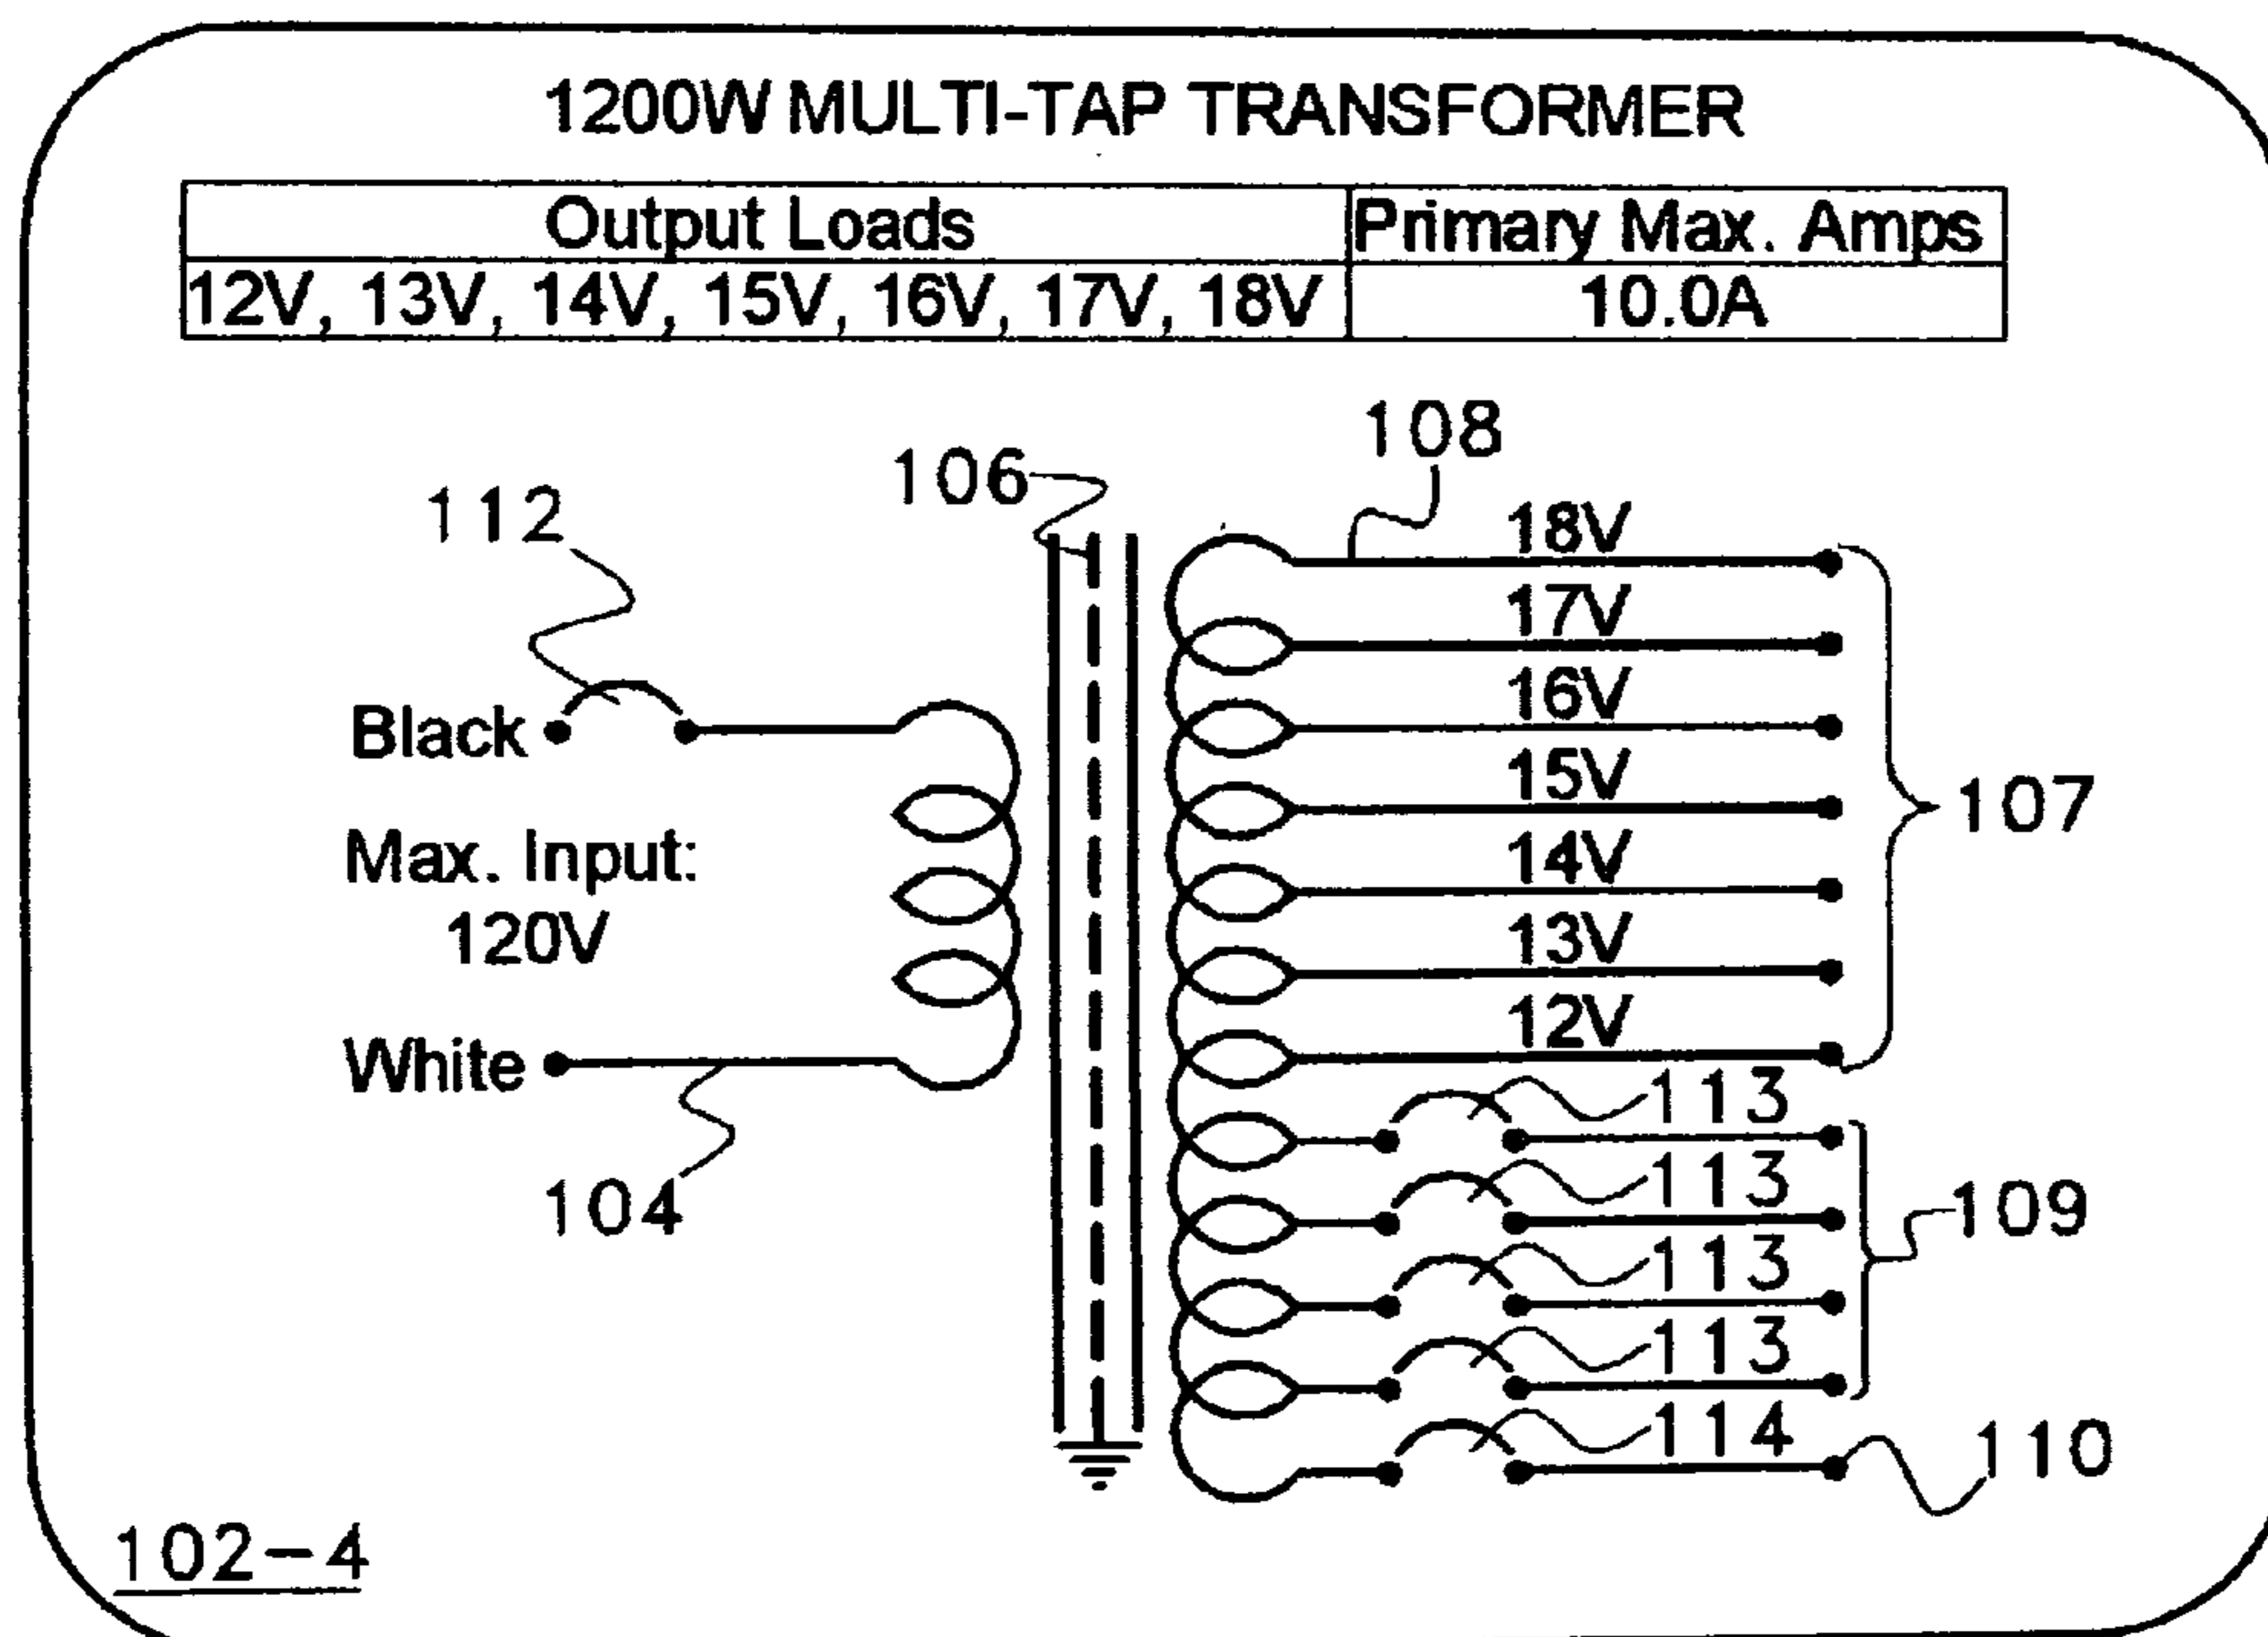 1200W MULTI-TAP TRANSFORMER
Output Loads Primary Max. Amps
12V, 13V, 14V, 15V, 16V, 17V, 18V 10.0A
108
106
112
18V
17V
16V
Black
15V
107
Max. Input:
120V
14V
13V
12V
White
113
113
109
104
113
113
114
110
102-4